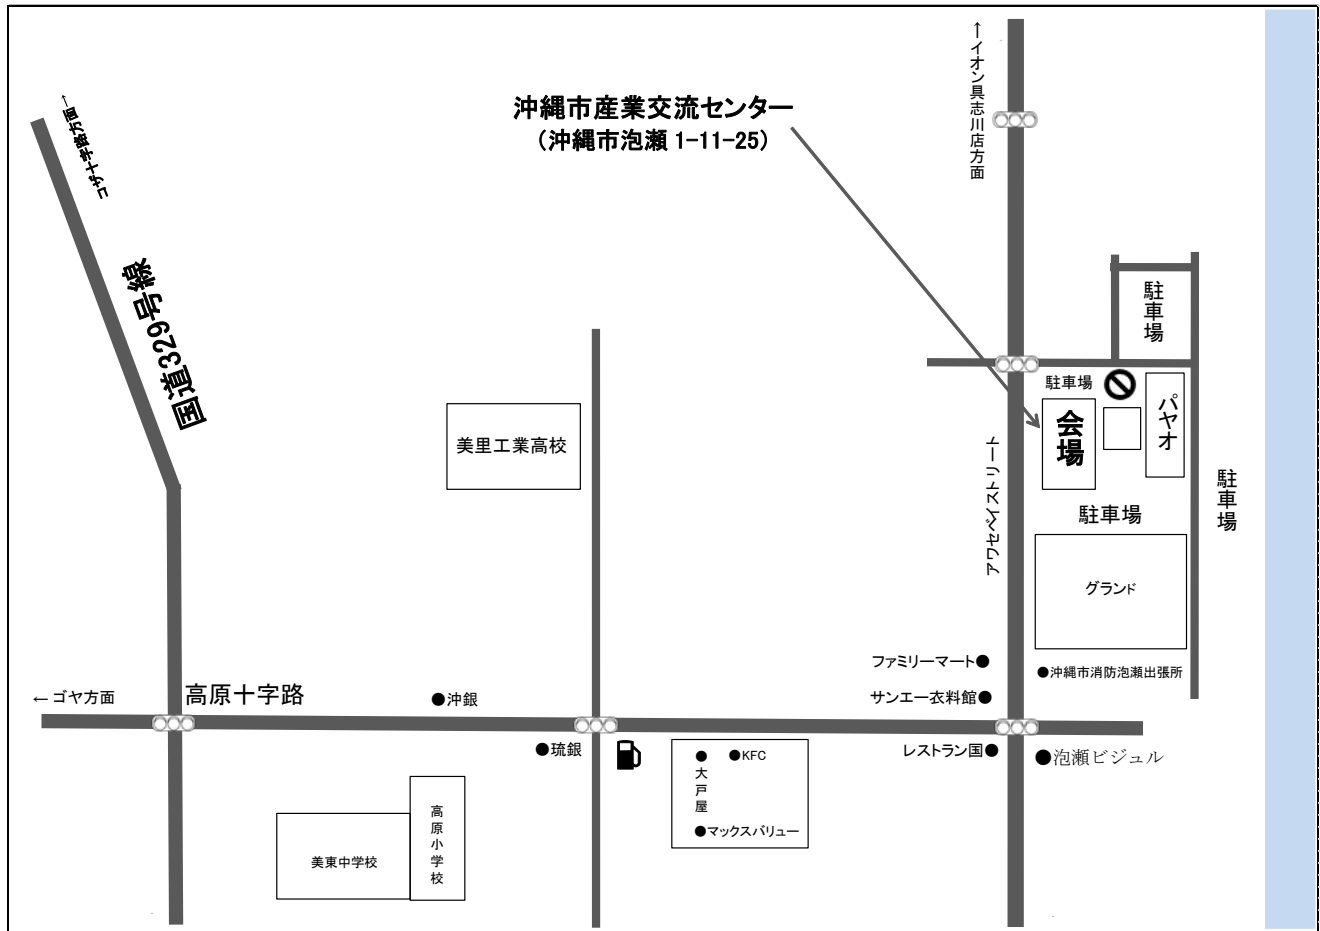 沖縄市産業交流センター
（沖縄市泡瀬 1-11-25）
←イオン具志川店方面
コザ十字路方面→
国道329号線
駐車場
駐車場
会場
パヤオ
美里工業高校
アワセベイストリート
駐車場
駐車場
グランド
ファミリーマート●
●沖縄市消防泡瀬出張所
←ゴヤ方面
高原十字路
●沖銀
サンエー衣料館●
●琉銀
●大戸屋
●KFC
レストラン国●
●泡瀬ビジュル
●マックスバリュー
高原小学校
美東中学校